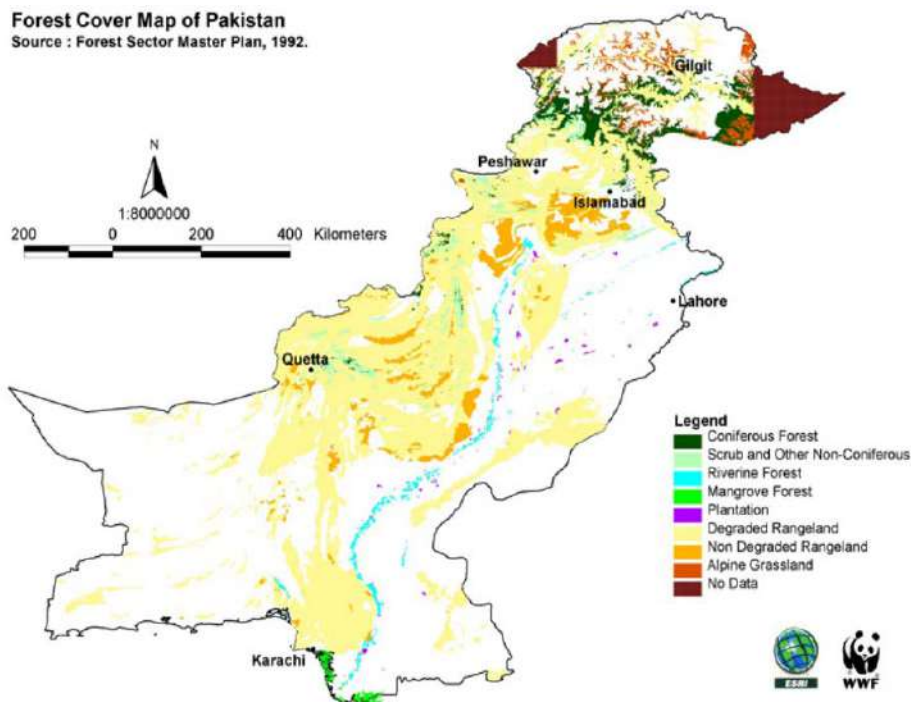 Forest Cover Map of Pakistan
Source : Forest Sector Master Plan, 1992.
N
1:8000000
200 0 200 400 Kilometers
Gilgit
Peshawar
Islamabad
Lahore
Quetta
Karachi
Legend
Coniferous Forest
Scrub and Other Non-Coniferous
Riverine Forest
Mangrove Forest
Plantation
Degraded Rangeland
Non Degraded Rangeland
Alpine Grassland
No Data
ESRI
WWF